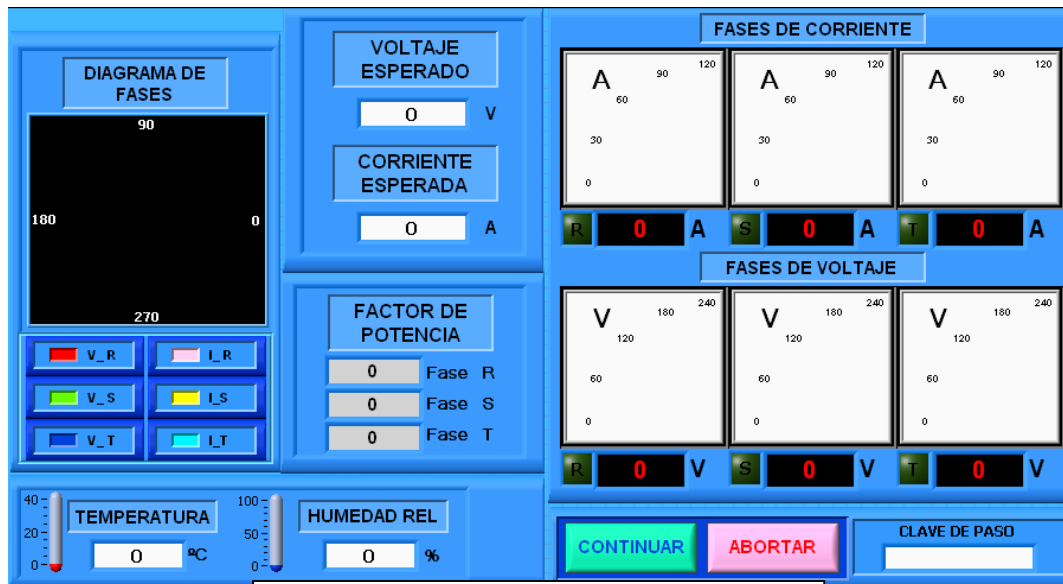 DIAGRAMA DE
FASES
90
180
0
270
V_R
I_R
V_S
I_S
V_T
I_T
VOLTAJE
ESPERADO
0 V
CORRIENTE
ESPERADA
0 A
FACTOR DE
POTENCIA
0 Fase R
0 Fase S
0 Fase T
FASES DE CORRIENTE
A
0
30
60
90
120
A
0
30
60
90
120
A
0
30
60
90
120
R 0 A
S 0 A
T 0 A
FASES DE VOLTAJE
V
0
60
120
180
240
V
0
60
120
180
240
V
0
60
120
180
240
R 0 V
S 0 V
T 0 V
40
20
0
TEMPERATURA
0 ºC
100
50
0
HUMEDAD REL
0 %
CONTINUAR
ABORTAR
CLAVE DE PASO